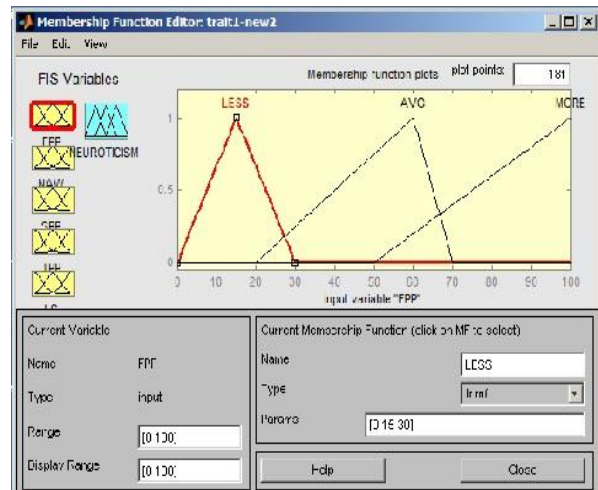 Membership Function Editor: trait1-new2
File Edit View
FIS Variables
Membership function plots plot points: 181
LESS AVG MORE
NEUROTICISM
1
0.5
0
0 10 20 30 40 50 60 70 80 90 100
input variable "FPP"
Current Variable
Name FPP
Type input
Range [0 100]
Display Range [0 100]
Current Membership Function (click on MF to select)
Name LESS
Type trimf
Params [0 15 30]
Help Close